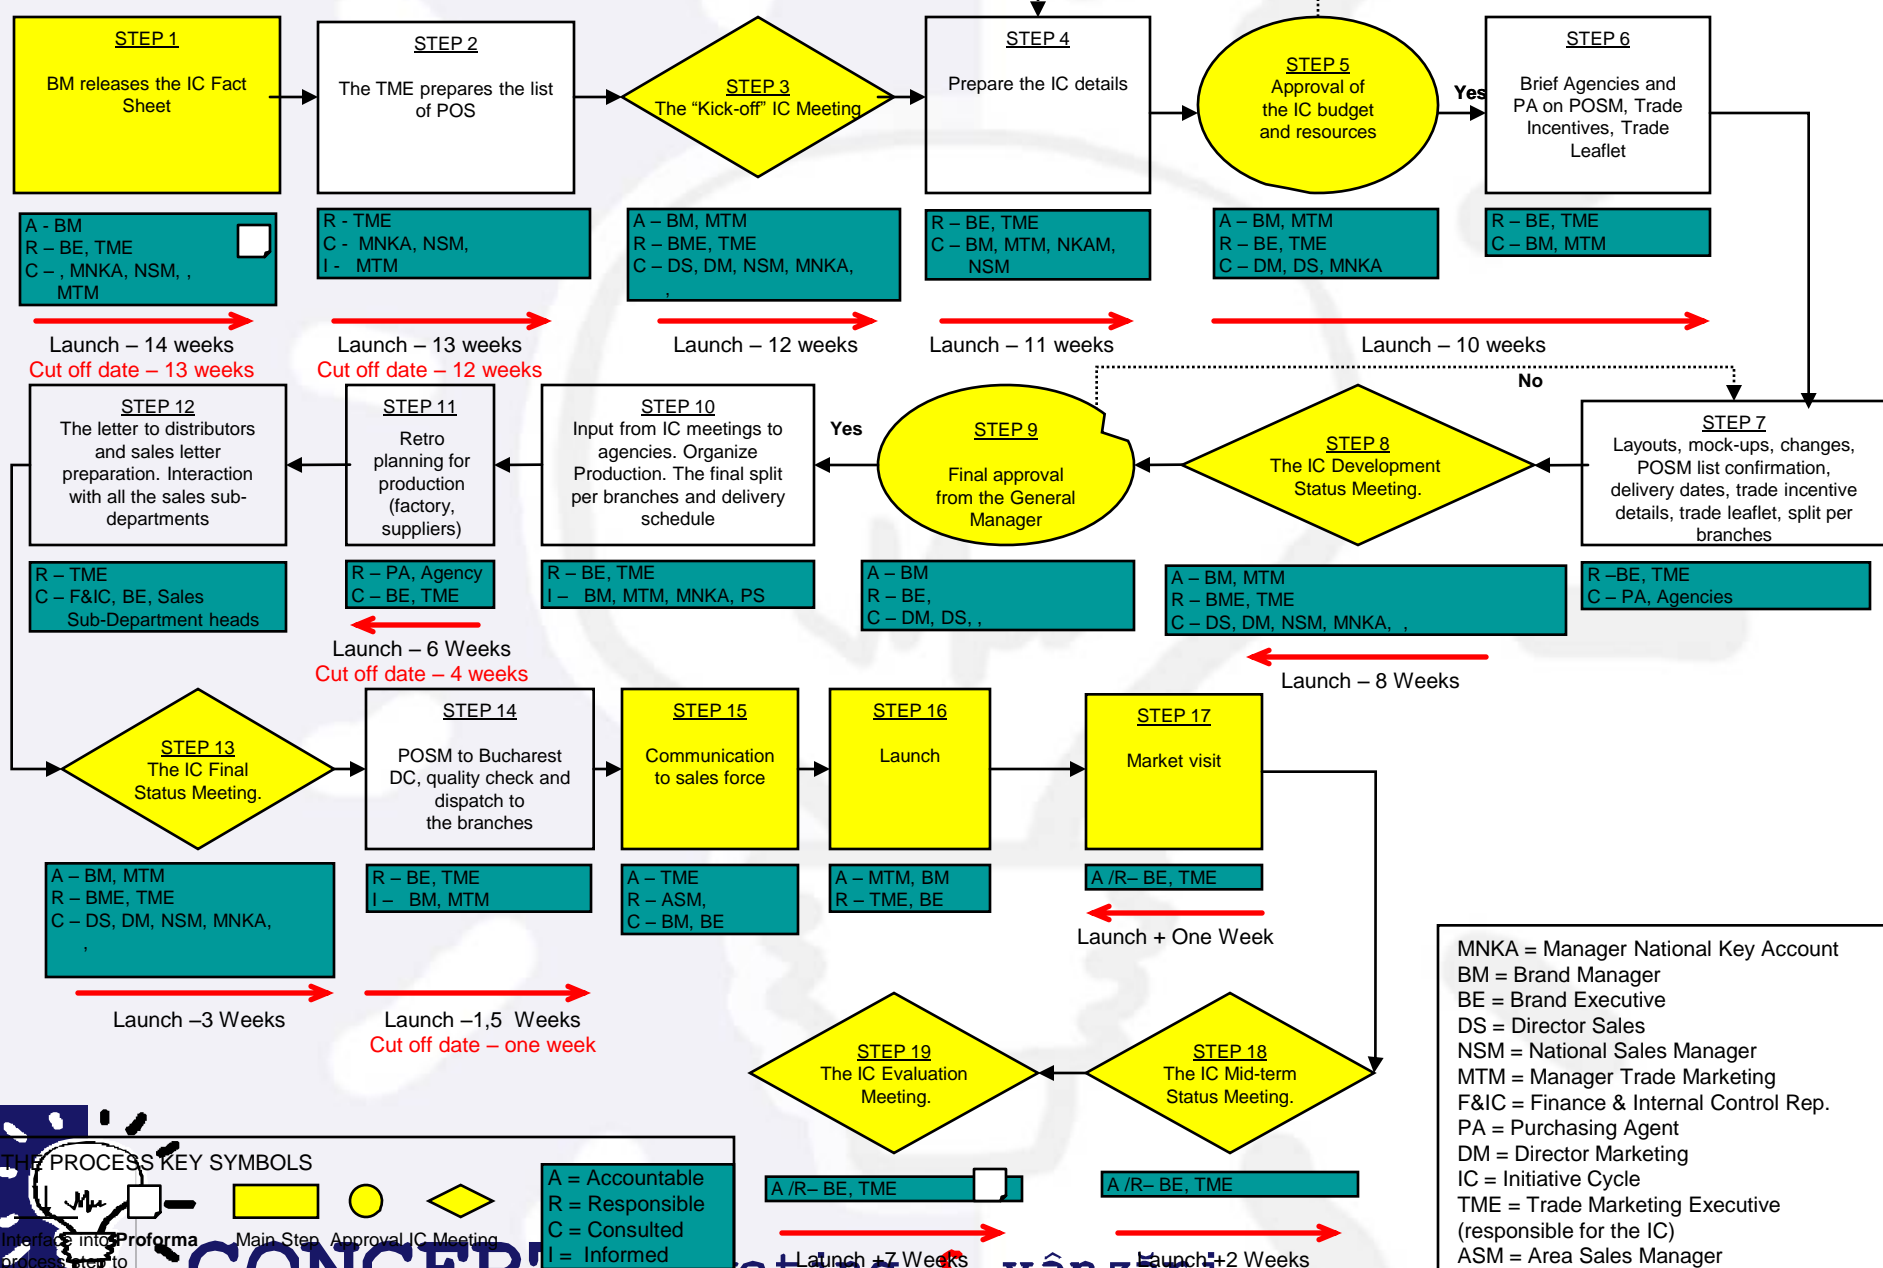 STEP 1
BM releases the IC Fact
Sheet
STEP 2
The TME prepares the list
of POS
STEP 3
The “Kick-off” IC Meeting
STEP 4
Prepare the IC details
STEP 5
Approval of
the IC budget
and resources
Yes
STEP 6
Brief Agencies and
PA on POSM, Trade
Incentives, Trade
Leaflet
A - BM
R – BE, TME
C – , MNKA, NSM, ,
MTM
R - TME
C - MNKA, NSM,
I - MTM
A – BM, MTM
R – BME, TME
C – DS, DM, NSM, MNKA,
,
R – BE, TME
C – BM, MTM, NKAM,
NSM
A – BM, MTM
R – BE, TME
C – DM, DS, MNKA
R – BE, TME
C – BM, MTM
Launch – 14 weeks
Cut off date – 13 weeks
Launch – 13 weeks
Cut off date – 12 weeks
Launch – 12 weeks
Launch – 11 weeks
Launch – 10 weeks
No
STEP 12
The letter to distributors
and sales letter
preparation. Interaction
with all the sales sub-
departments
STEP 11
Retro
planning for
production
(factory,
suppliers)
STEP 10
Input from IC meetings to
agencies. Organize
Production. The final split
per branches and delivery
schedule
Yes
STEP 9
Final approval
from the General
Manager
STEP 8
The IC Development
Status Meeting.
STEP 7
Layouts, mock-ups, changes,
POSM list confirmation,
delivery dates, trade incentive
details, trade leaflet, split per
branches
R – TME
C – F&IC, BE, Sales
Sub-Department heads
R – PA, Agency
C – BE, TME
R – BE, TME
I – BM, MTM, MNKA, PS
A – BM
R – BE,
C – DM, DS, ,
A – BM, MTM
R – BME, TME
C – DS, DM, NSM, MNKA, ,
R –BE, TME
C – PA, Agencies
Launch – 6 Weeks
Cut off date – 4 weeks
Launch – 8 Weeks
STEP 13
The IC Final
Status Meeting.
STEP 14
POSM to Bucharest
DC, quality check and
dispatch to
the branches
STEP 15
Communication
to sales force
STEP 16
Launch
STEP 17
Market visit
A – BM, MTM
R – BME, TME
C – DS, DM, NSM, MNKA,
,
R – BE, TME
I – BM, MTM
A – TME
R – ASM,
C – BM, BE
A – MTM, BM
R – TME, BE
A /R– BE, TME
Launch + One Week
Launch –3 Weeks
Launch –1,5 Weeks
Cut off date – one week
STEP 19
The IC Evaluation
Meeting.
STEP 18
The IC Mid-term
Status Meeting.
A /R– BE, TME
A /R– BE, TME
Launch +7 Weeks
Launch +2 Weeks
MNKA = Manager National Key Account
BM = Brand Manager
BE = Brand Executive
DS = Director Sales
NSM = National Sales Manager
MTM = Manager Trade Marketing
F&IC = Finance & Internal Control Rep.
PA = Purchasing Agent
DM = Director Marketing
IC = Initiative Cycle
TME = Trade Marketing Executive
(responsible for the IC)
ASM = Area Sales Manager
THE PROCESS KEY SYMBOLS
Interface into
process step to
Proforma
Main Step
Approval
IC Meeting
A = Accountable
R = Responsible
C = Consulted
I = Informed